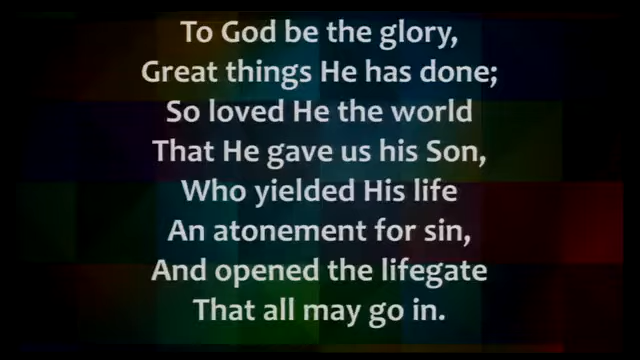 To God be the glory,
Great things He has done;
So loved He the world
That He gave us his Son,
Who yielded His life
An atonement for sin,
And opened the lifegate
That all may go in.